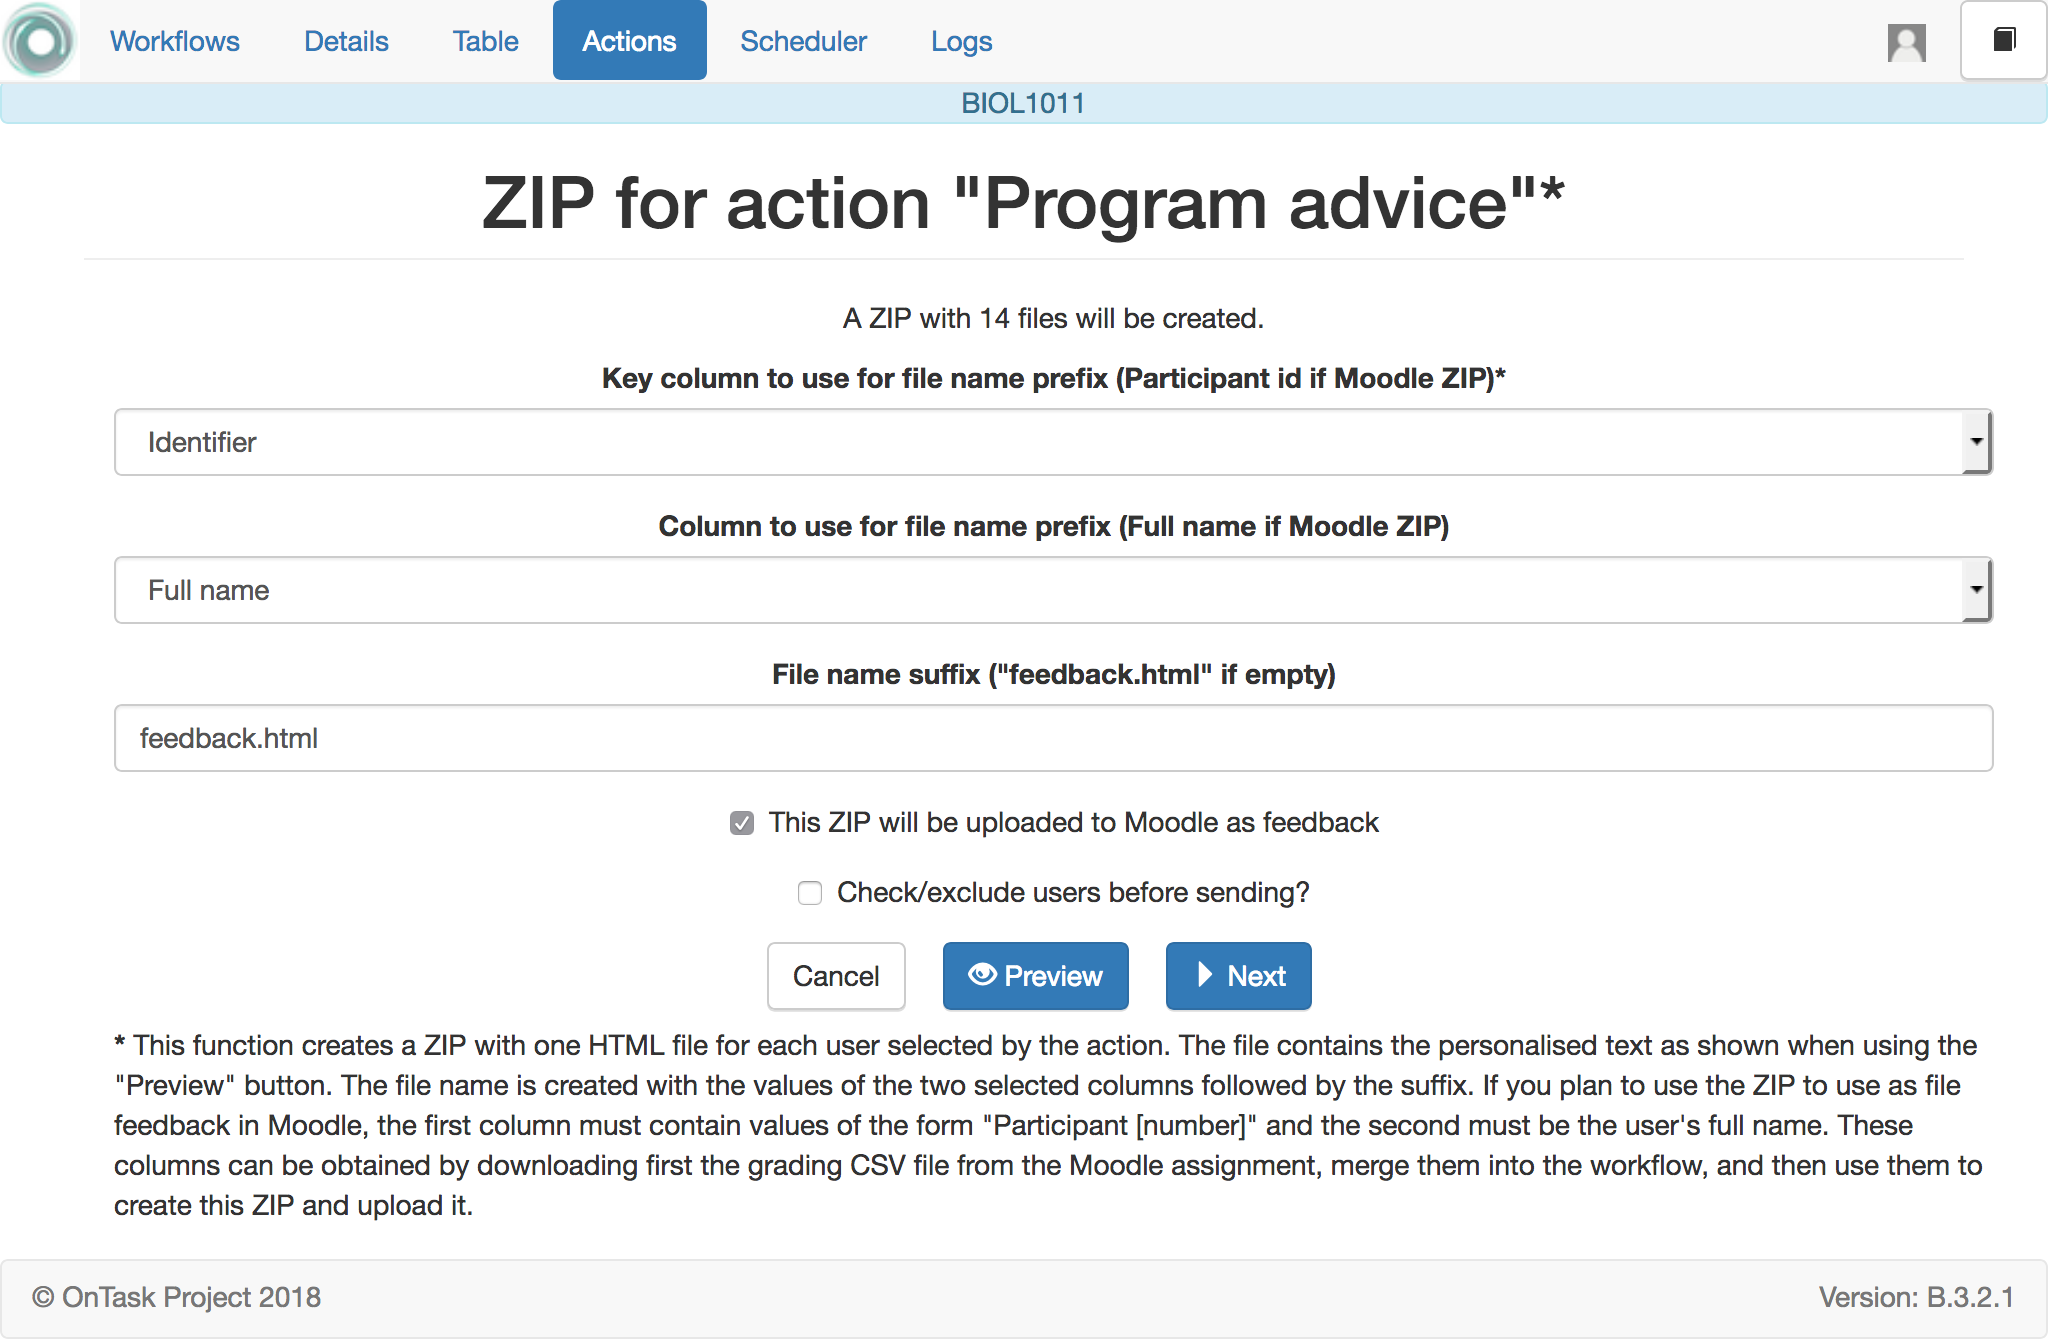 Workflows Details Table Actions Scheduler Logs
BIOL1011
ZIP for action "Program advice"*
A ZIP with 14 files will be created.
Key column to use for file name prefix (Participant id if Moodle ZIP)*
Identifier
Column to use for file name prefix (Full name if Moodle ZIP)
Full name
File name suffix ("feedback.html" if empty)
feedback.html
This ZIP will be uploaded to Moodle as feedback
Check/exclude users before sending?
Cancel Preview Next
* This function creates a ZIP with one HTML file for each user selected by the action. The file contains the personalised text as shown when using the
"Preview" button. The file name is created with the values of the two selected columns followed by the suffix. If you plan to use the ZIP to use as file
feedback in Moodle, the first column must contain values of the form "Participant [number]" and the second must be the user's full name. These
columns can be obtained by downloading first the grading CSV file from the Moodle assignment, merge them into the workflow, and then use them to
create this ZIP and upload it.
© OnTask Project 2018 Version: B.3.2.1